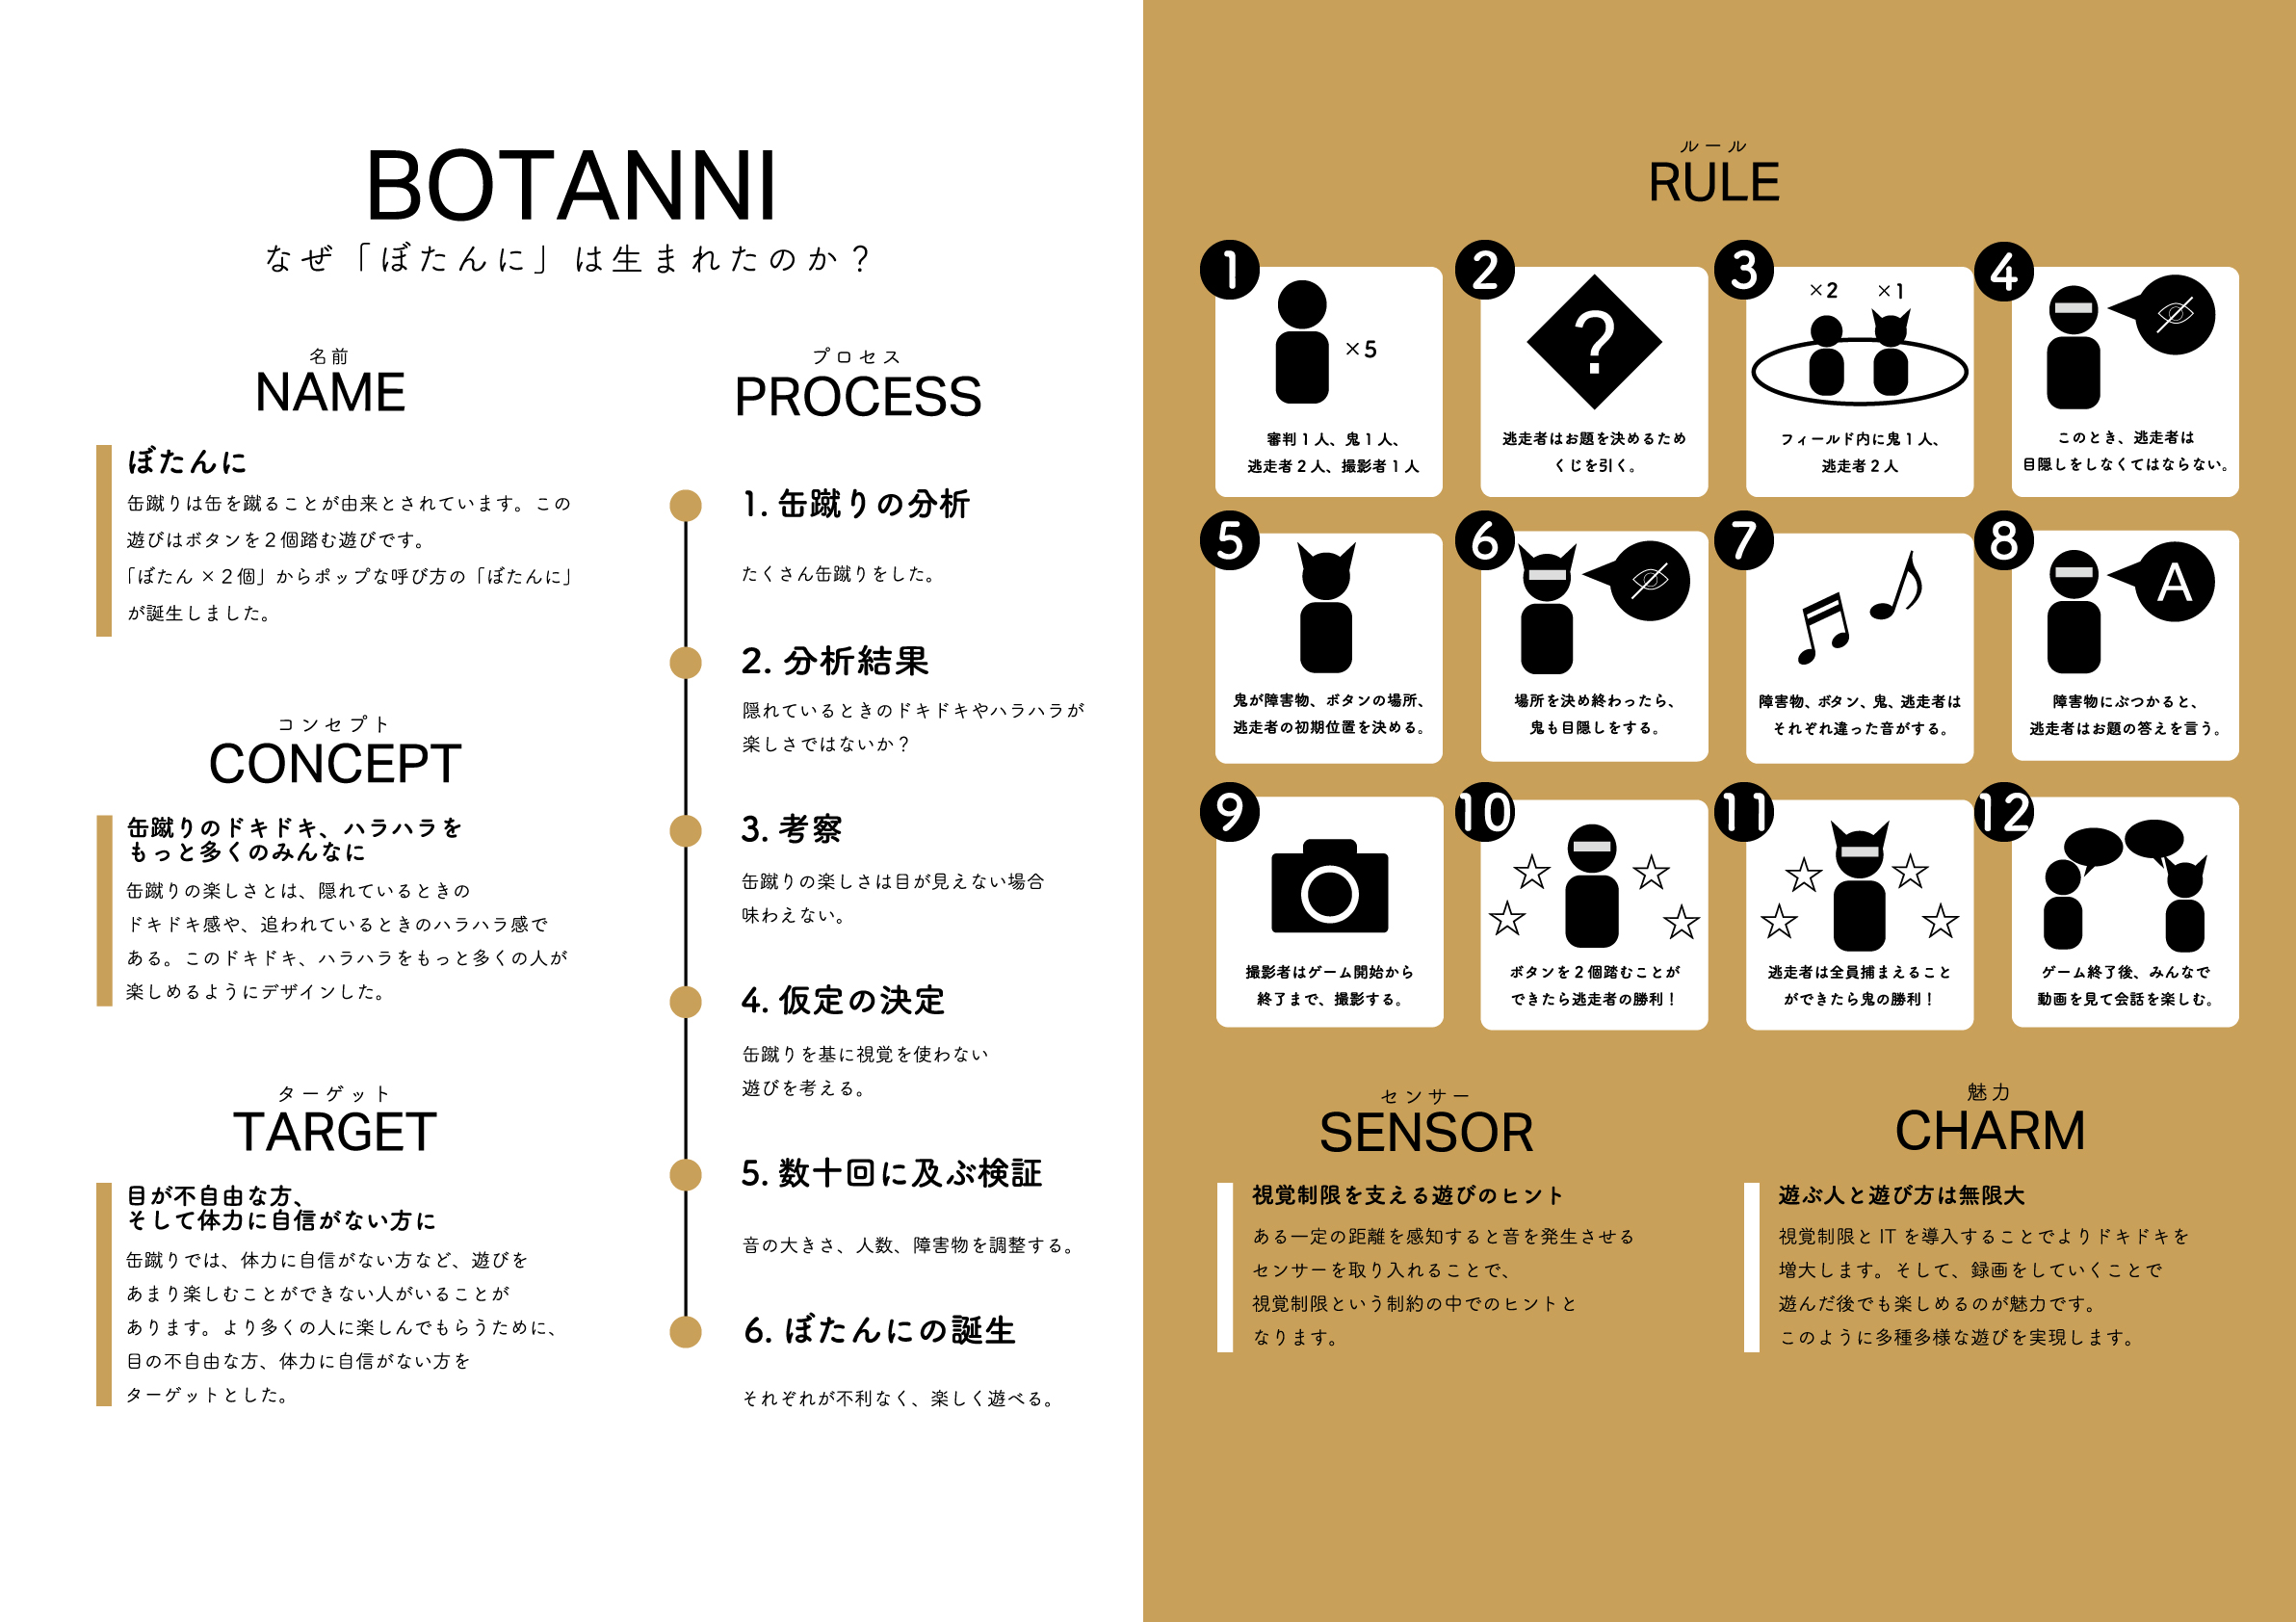 BOTANNI
なぜ「ぼたんに」は生まれたのか?
名前
NAME
ぼたんに
缶蹴りは缶を蹴ることが由来とされています。この
遊びはボタンを2個踏む遊びです。
「ぼたん×2個」からポップな呼び方の「ぼたんに」
が誕生しました。
コンセプト
CONCEPT
缶蹴りのドキドキ、ハラハラを
もっと多くのみんなに
缶蹴りの楽しさとは、隠れているときの
ドキドキ感や、追われているときのハラハラ感で
ある。このドキドキ、ハラハラをもっと多くの人が
楽しめるようにデザインした。
ターゲット
TARGET
目が不自由な方、
そして体力に自信がない方に
缶蹴りでは、体力に自信がない方など、遊びを
あまり楽しむことができない人がいることが
あります。より多くの人に楽しんでもらうために、
目の不自由な方、体力に自信がない方を
ターゲットとした。
プロセス
PROCESS
1. 缶蹴りの分析
たくさん缶蹴りをした。
2. 分析結果
隠れているときのドキドキやハラハラが
楽しさではないか?
3. 考察
缶蹴りの楽しさは目が見えない場合
味わえない。
4. 仮定の決定
缶蹴りを基に視覚を使わない
遊びを考える。
5. 数十回に及ぶ検証
音の大きさ、人数、障害物を調整する。
6. ぼたんにの誕生
それぞれが不利なく、楽しく遊べる。
ルール
RULE
1
×5
審判1人、鬼1人、
逃走者2人、撮影者1人
2
?
逃走者はお題を決めるため
くじを引く。
3
×2 ×1
フィールド内に鬼1人、
逃走者2人
4
このとき、逃走者は
目隠しをしなくてはならない。
5
鬼が障害物、ボタンの場所、
逃走者の初期位置を決める。
6
場所を決め終わったら、
鬼も目隠しをする。
7
障害物、ボタン、鬼、逃走者は
それぞれ違った音がする。
8
A
障害物にぶつかると、
逃走者はお題の答えを言う。
9
撮影者はゲーム開始から
終了まで、撮影する。
10
ボタンを2個踏むことが
できたら逃走者の勝利!
11
逃走者は全員捕まえること
ができたら鬼の勝利!
12
ゲーム終了後、みんなで
動画を見て会話を楽しむ。
センサー
SENSOR
視覚制限を支える遊びのヒント
ある一定の距離を感知すると音を発生させる
センサーを取り入れることで、
視覚制限という制約の中でのヒントと
なります。
魅力
CHARM
遊ぶ人と遊び方は無限大
視覚制限と IT を導入することでよりドキドキを
増大します。そして、録画をしていくことで
遊んだ後でも楽しめるのが魅力です。
このように多種多様な遊びを実現します。